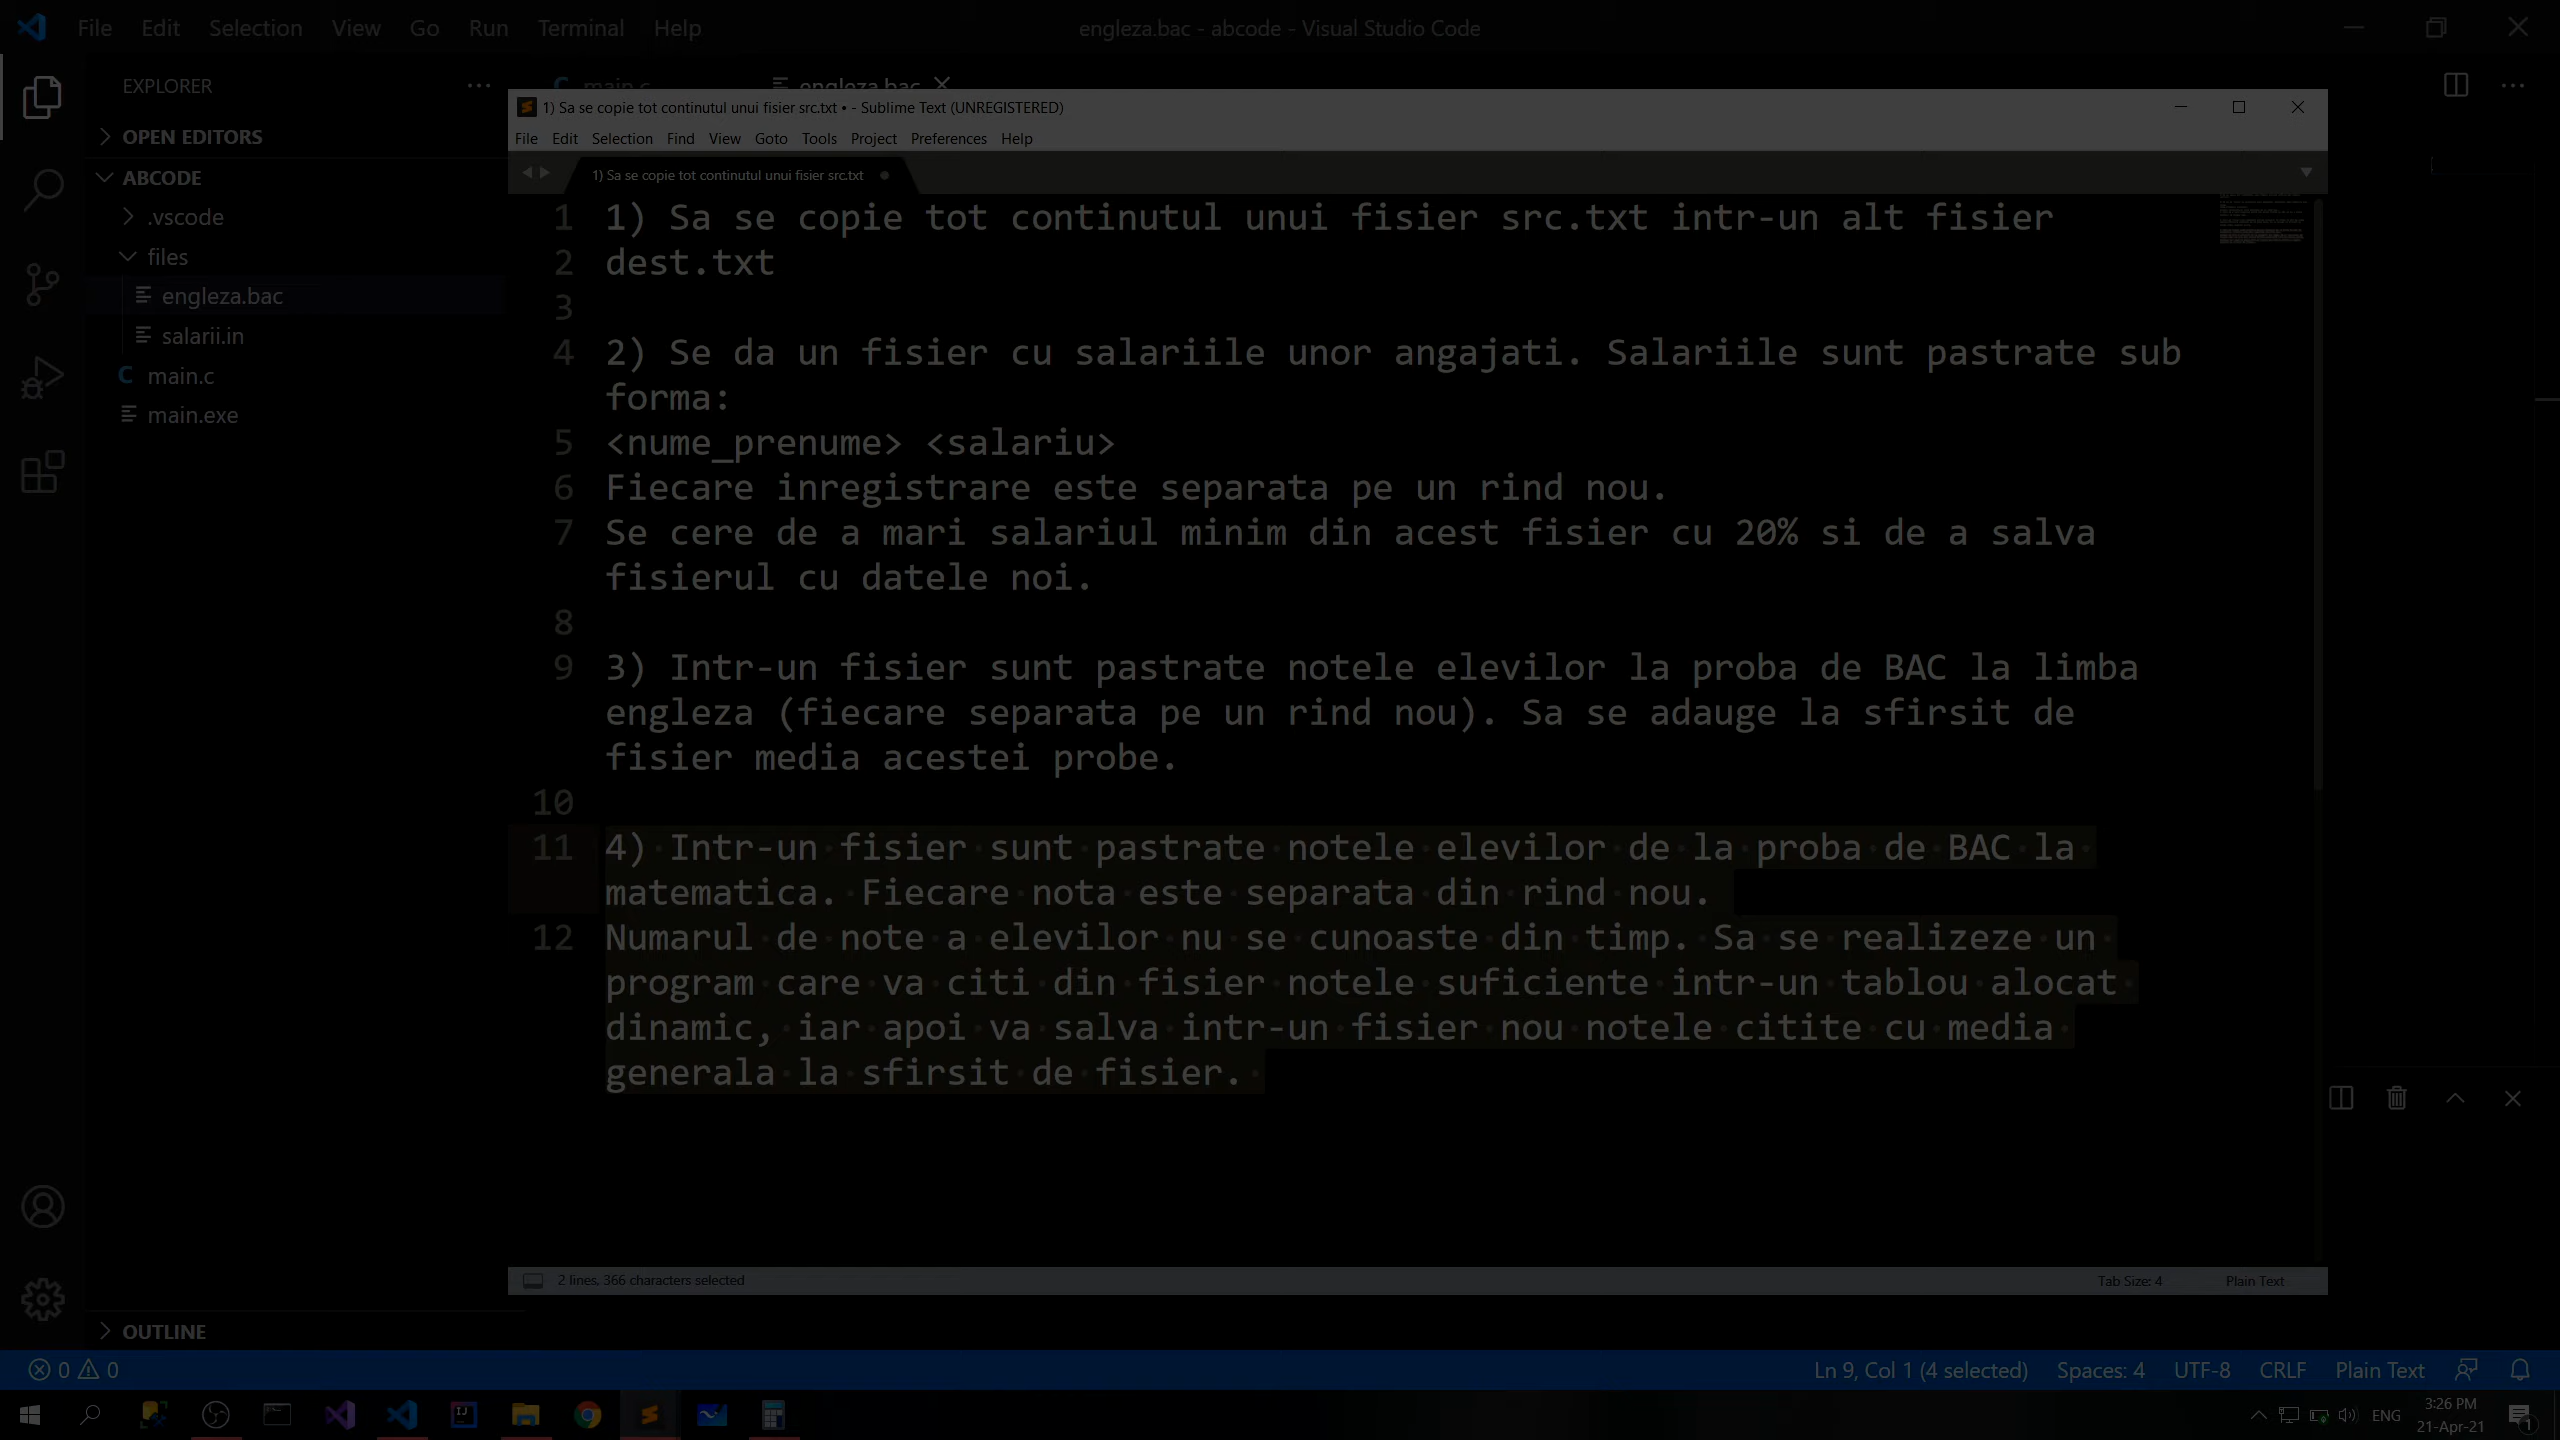 File Edit Selection View Go Run Terminal Help
engleza.bac - abcode - Visual Studio Code
EXPLORER
main.c
engleza.bac
OPEN EDITORS
ABCODE
.vscode
files
engleza.bac
salarii.in
main.c
main.exe
1) Sa se copie tot continutul unui fisier src.txt • - Sublime Text (UNREGISTERED)
File Edit Selection Find View Goto Tools Project Preferences Help
1) Sa se copie tot continutul unui fisier src.txt
1 1) Sa se copie tot continutul unui fisier src.txt intr-un alt fisier
2 dest.txt
3
4 2) Se da un fisier cu salariile unor angajati. Salariile sunt pastrate sub
forma:
5 <nume_prenume> <salariu>
6 Fiecare inregistrare este separata pe un rind nou.
7 Se cere de a mari salariul minim din acest fisier cu 20% si de a salva
fisierul cu datele noi.
8
9 3) Intr-un fisier sunt pastrate notele elevilor la proba de BAC la limba
engleza (fiecare separata pe un rind nou). Sa se adauge la sfirsit de
fisier media acestei probe.
10
11 4) Intr-un fisier sunt pastrate notele elevilor de la proba de BAC la
matematica. Fiecare nota este separata din rind nou.
12 Numarul de note a elevilor nu se cunoaste din timp. Sa se realizeze un
program care va citi din fisier notele suficiente intr-un tablou alocat
dinamic, iar apoi va salva intr-un fisier nou notele citite cu media
generala la sfirsit de fisier.
2 lines, 366 characters selected
Tab Size: 4
Plain Text
OUTLINE
0 0
Ln 9, Col 1 (4 selected)
Spaces: 4
UTF-8
CRLF
Plain Text
ENG
3:26 PM
21-Apr-21
1